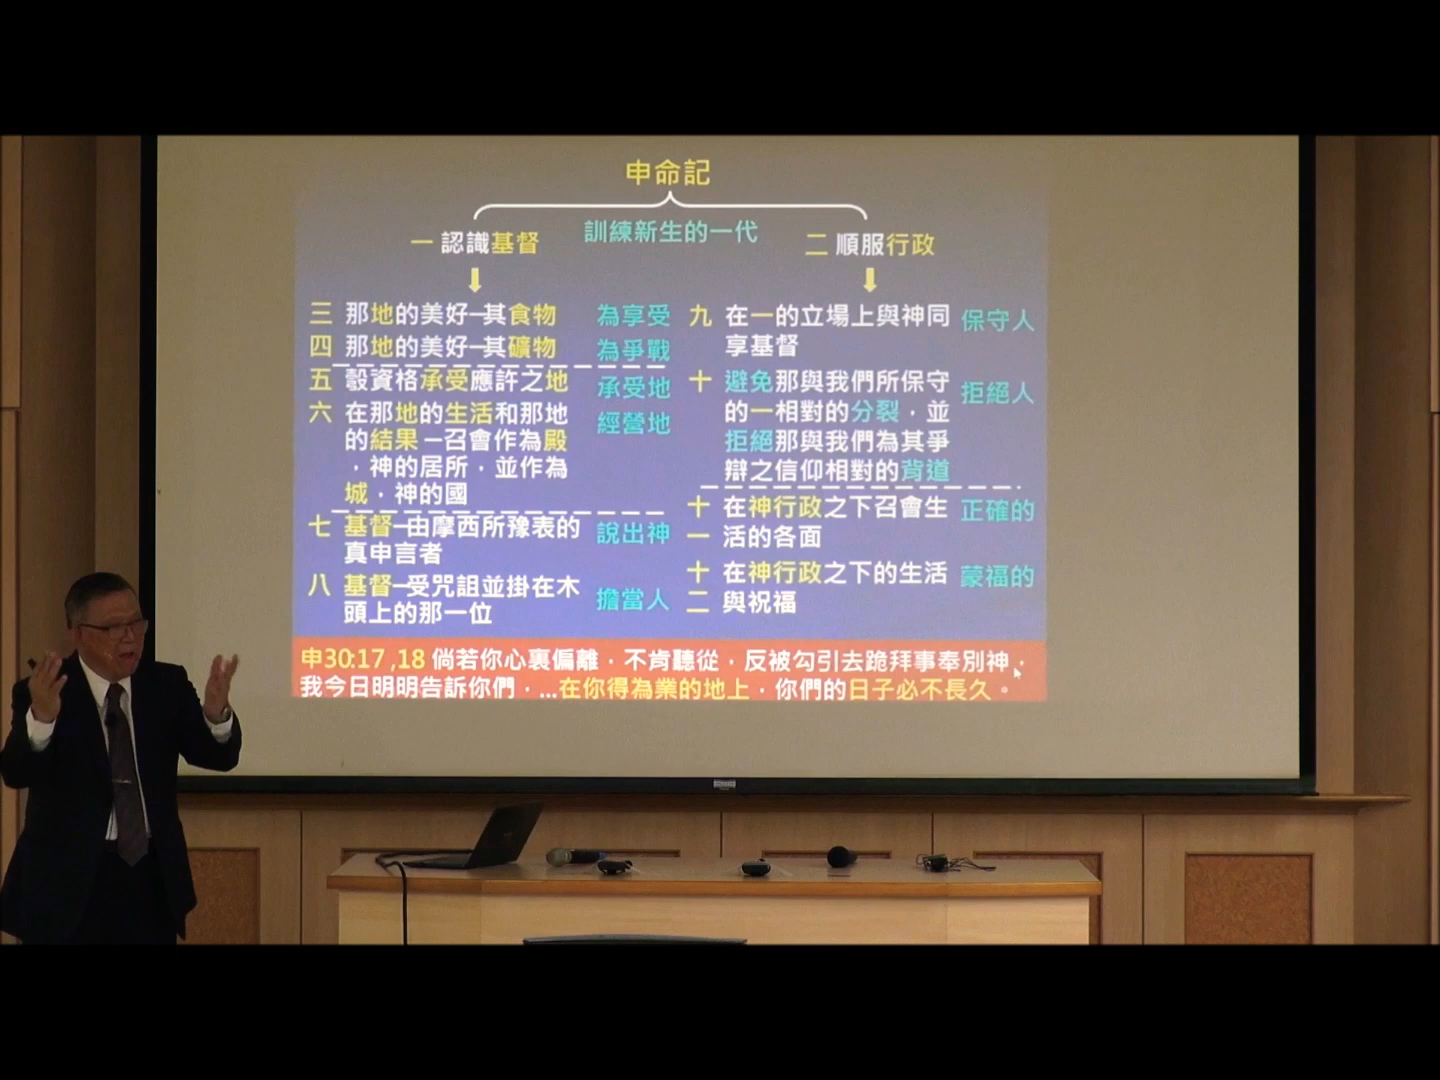 申命記
訓練新生的一代
一 認識基督
二 順服行政
三 那地的美好–其食物 為享受
四 那地的美好–其礦物 為爭戰
五 彀資格承受應許之地 承受地
六 在那地的生活和那地 經營地
的結果–召會作為殿
，神的居所，並作為
城，神的國
七 基督–由摩西所豫表的 說出神
真申言者
八 基督–受咒詛並掛在木 擔當人
頭上的那一位
九 在一的立場上與神同 保守人
享基督
十 避免那與我們所保守 拒絕人
的一相對的分裂，並
拒絕那與我們為其爭
辯之信仰相對的背道
十一 在神行政之下召會生 正確的
活的各面
十二 在神行政之下的生活 蒙福的
與祝福
申30:17,18 倘若你心裏偏離，不肯聽從，反被勾引去跪拜事奉別神，
我今日明明告訴你們，...在你得為業的地上，你們的日子必不長久。